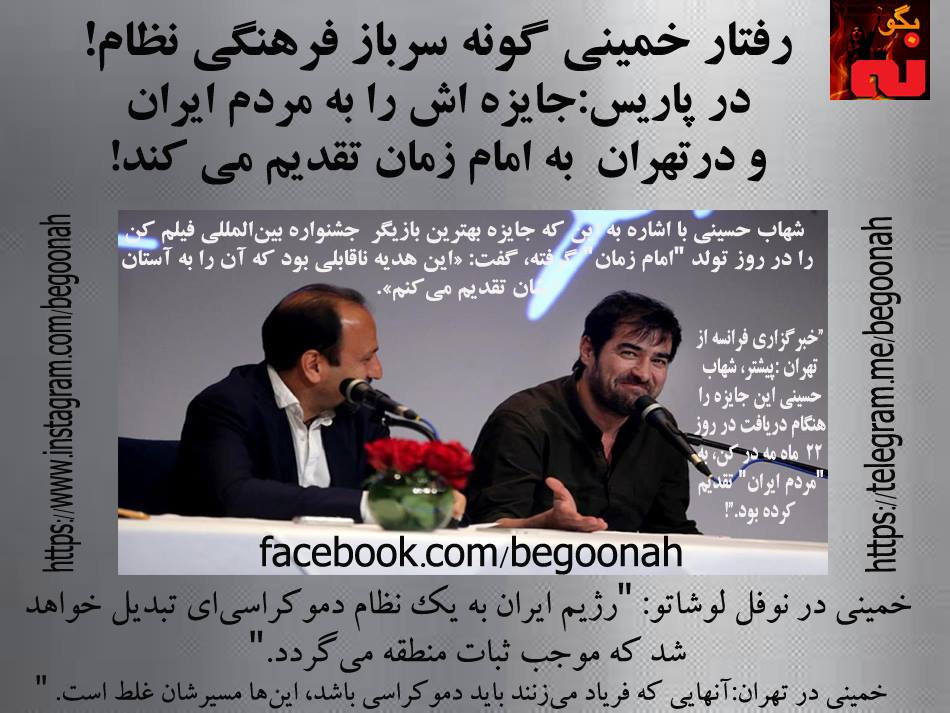 بگو
نه
رفتار خمینی گونه سرباز فرهنگی نظام!
در پاریس:جایزه اش را به مردم ایران
و درتهران به امام زمان تقدیم می کند!
https://www.instagram.com/begoonah
https://telegram.me/begoonah
شهاب حسینی با اشاره به این که جایزه بهترین بازیگر جشنواره بین‌المللی فیلم کن
را در روز تولد "امام زمان" گرفته، گفت: «این هدیه ناقابلی بود که آن را به آستان
تقدیم می‌کنم».
"خبرگزاری فرانسه از
تهران :پیشتر، شهاب
حسینی این جایزه را
هنگام دریافت در روز
۲۲ ماه مه در کن، به
"مردم ایران" تقدیم
کرده بود."!
facebook.com/begoonah
خمینی در نوفل لوشاتو: "رژیم ایران به یک نظام دموکراسی‌ای تبدیل خواهد
شد که موجب ثبات منطقه می‌گردد."
خمینی در تهران:آنهایی که فریاد می‌زنند باید دموکراسی باشد، این‌ها مسیرشان غلط است. "